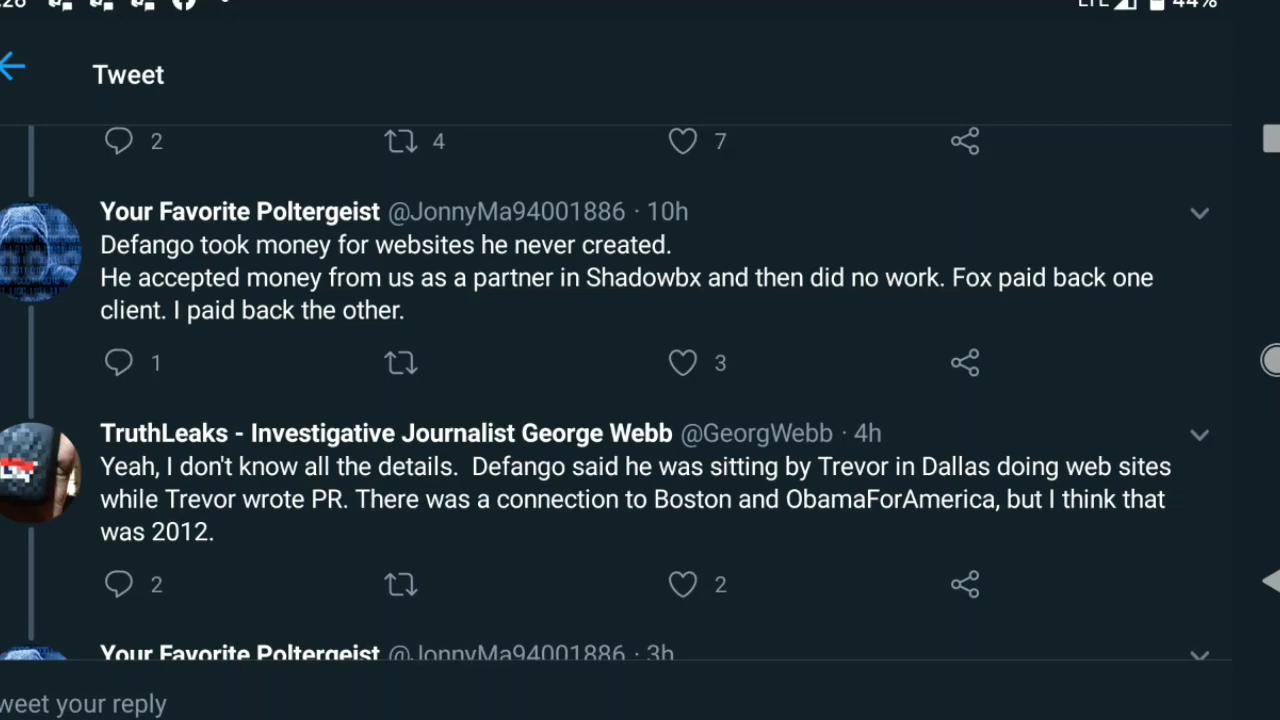 :26 LTE 44%
Tweet
2 4 7
Your Favorite Poltergeist @JonnyMa94001886 · 10h
Defango took money for websites he never created.
He accepted money from us as a partner in Shadowbx and then did no work. Fox paid back one
client. I paid back the other.
1 3
TruthLeaks - Investigative Journalist George Webb @GeorgWebb · 4h
Yeah, I don't know all the details. Defango said he was sitting by Trevor in Dallas doing web sites
while Trevor wrote PR. There was a connection to Boston and ObamaForAmerica, but I think that
was 2012.
2 2
Your Favorite Poltergeist @JonnyMa94001886 · 3h
weet your reply